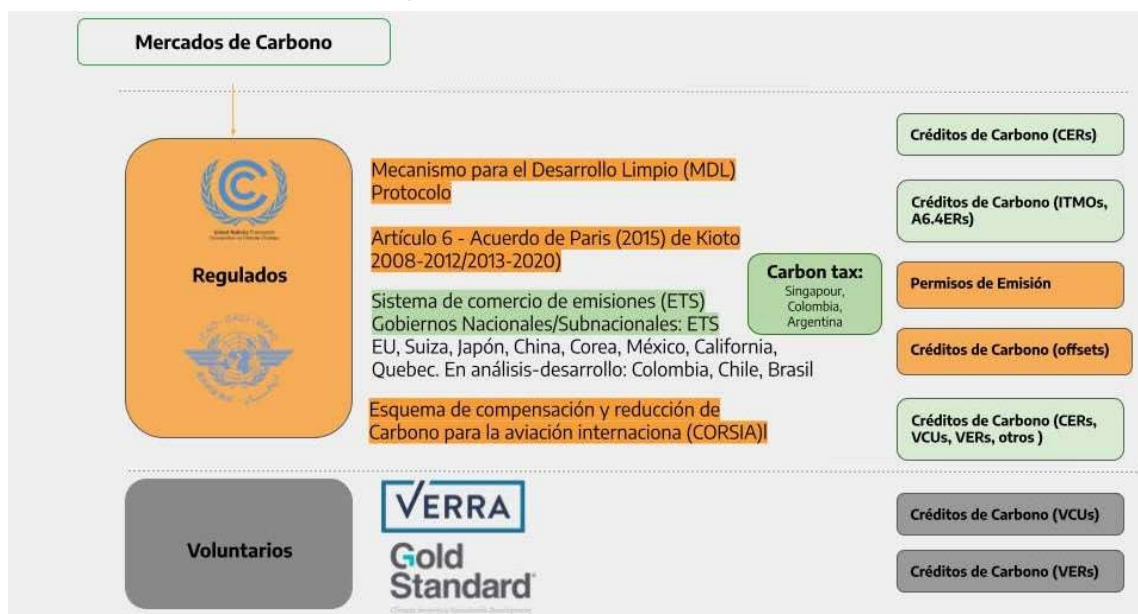 Mercados de Carbono
Regulados
Mecanismo para el Desarrollo Limpio (MDL)
Protocolo
Artículo 6 - Acuerdo de Paris (2015) de Kioto
2008-2012/2013-2020)
Sistema de comercio de emisiones (ETS)
Gobiernos Nacionales/Subnacionales: ETS
EU, Suiza, Japón, China, Corea, México, California,
Quebec. En análisis-desarrollo: Colombia, Chile, Brasil
Esquema de compensación y reducción de
Carbono para la aviación internaciona (CORSIA)l
Carbon tax:
Singapour,
Colombia,
Argentina
Créditos de Carbono (CERs)
Créditos de Carbono (ITMOs,
A6.4ERs)
Permisos de Emisión
Créditos de Carbono (offsets)
Créditos de Carbono (CERs,
VCUs, VERs, otros )
Voluntarios
VERRA
Gold
Standard
Créditos de Carbono (VCUs)
Créditos de Carbono (VERs)